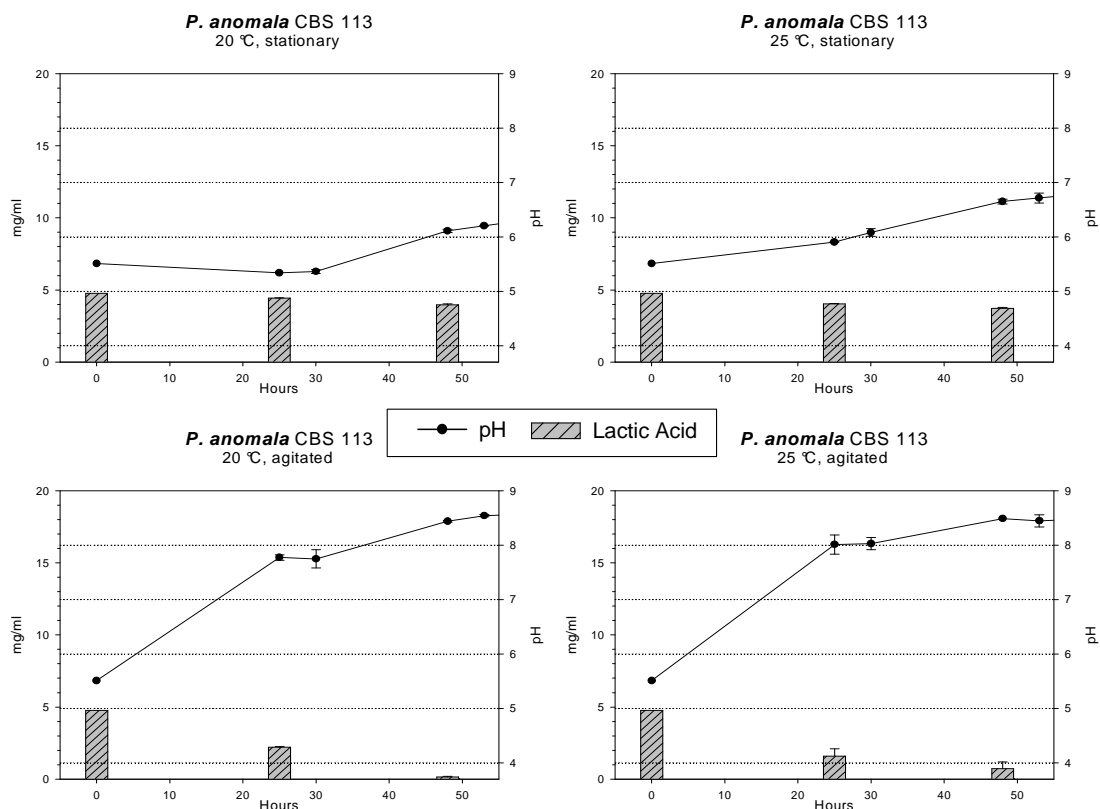 P. anomala CBS 113
20 °C, stationary
20
15
10
5
0
mg/ml
9
8
7
6
5
4
pH
0 10 20 30 40 50
Hours
P. anomala CBS 113
25 °C, stationary
20
15
10
5
0
mg/ml
9
8
7
6
5
4
pH
0 10 20 30 40 50
Hours
pH Lactic Acid
P. anomala CBS 113
20 °C, agitated
20
15
10
5
0
mg/ml
9
8
7
6
5
4
pH
0 10 20 30 40 50
Hours
P. anomala CBS 113
25 °C, agitated
20
15
10
5
0
mg/ml
9
8
7
6
5
4
pH
0 10 20 30 40 50
Hours